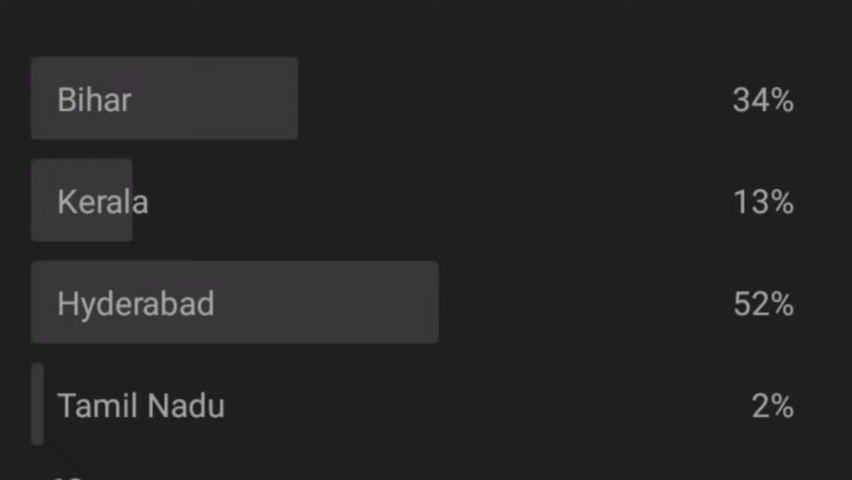 Bihar 34%
Kerala 13%
Hyderabad 52%
Tamil Nadu 2%